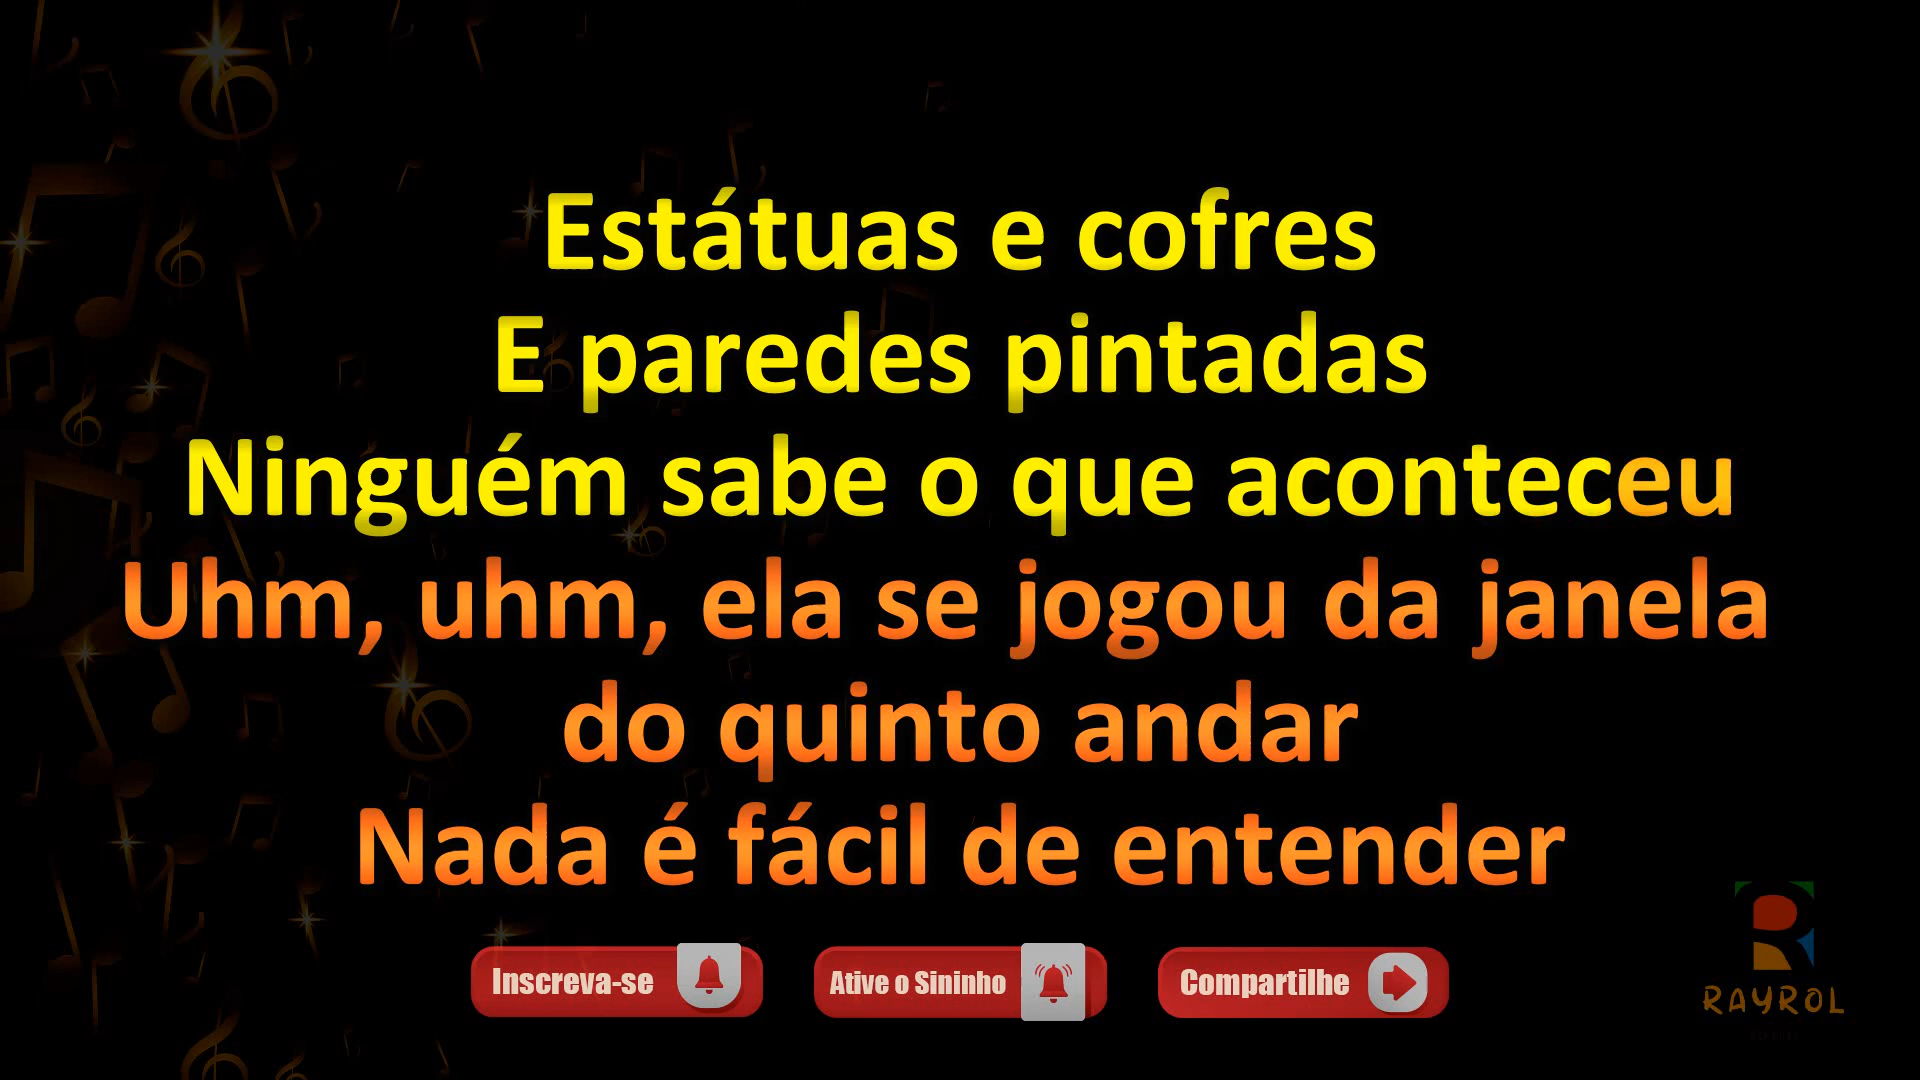 Estátuas e cofres
E paredes pintadas
Ninguém sabe o que aconteceu
Uhm, uhm, ela se jogou da janela
do quinto andar
Nada é fácil de entender
Inscreva-se
Ative o Sininho
Compartilhe
RAYROL